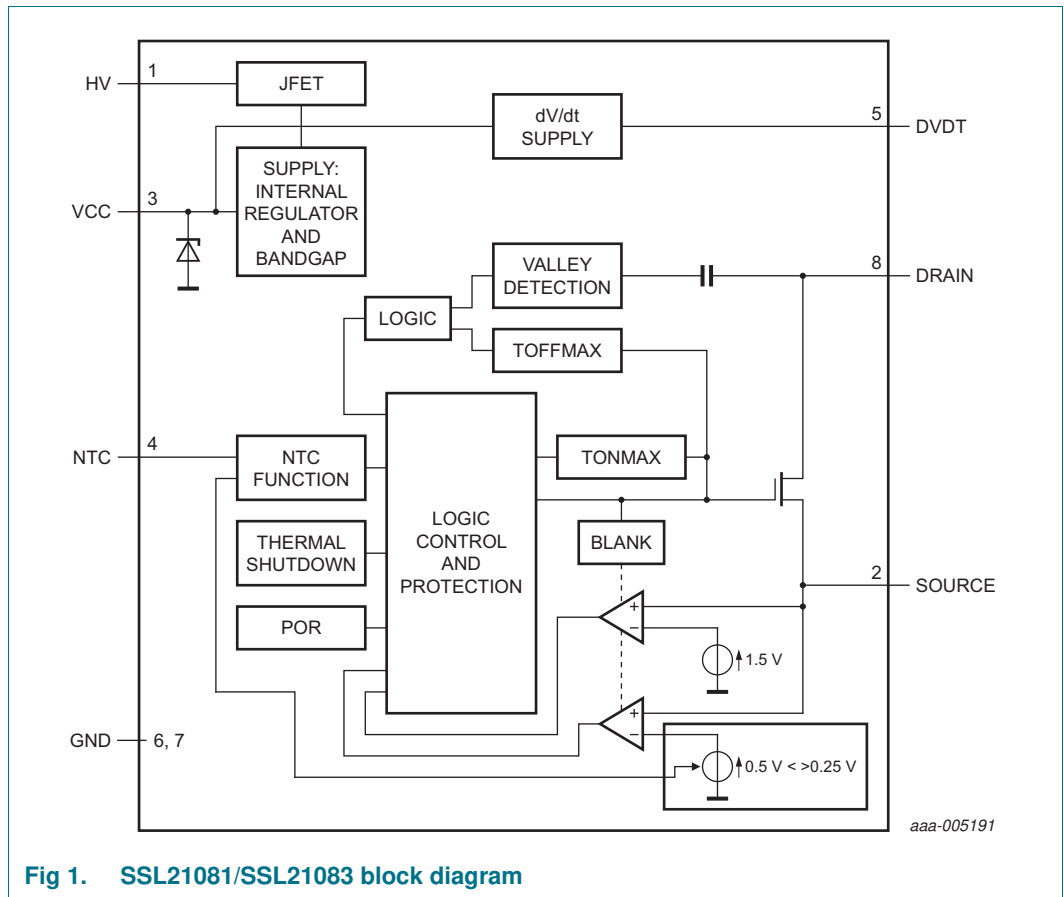 HV
1
JFET
dV/dt
SUPPLY
5
DVDT
SUPPLY:
INTERNAL
REGULATOR
AND
BANDGAP
VCC
3
VALLEY
DETECTION
8
DRAIN
LOGIC
TOFFMAX
NTC
4
NTC
FUNCTION
TONMAX
LOGIC
CONTROL
AND
PROTECTION
BLANK
THERMAL
SHUTDOWN
2
SOURCE
POR
+
−
1.5 V
+
−
GND
6, 7
0.5 V < >0.25 V
aaa-005191
Fig 1. SSL21081/SSL21083 block diagram